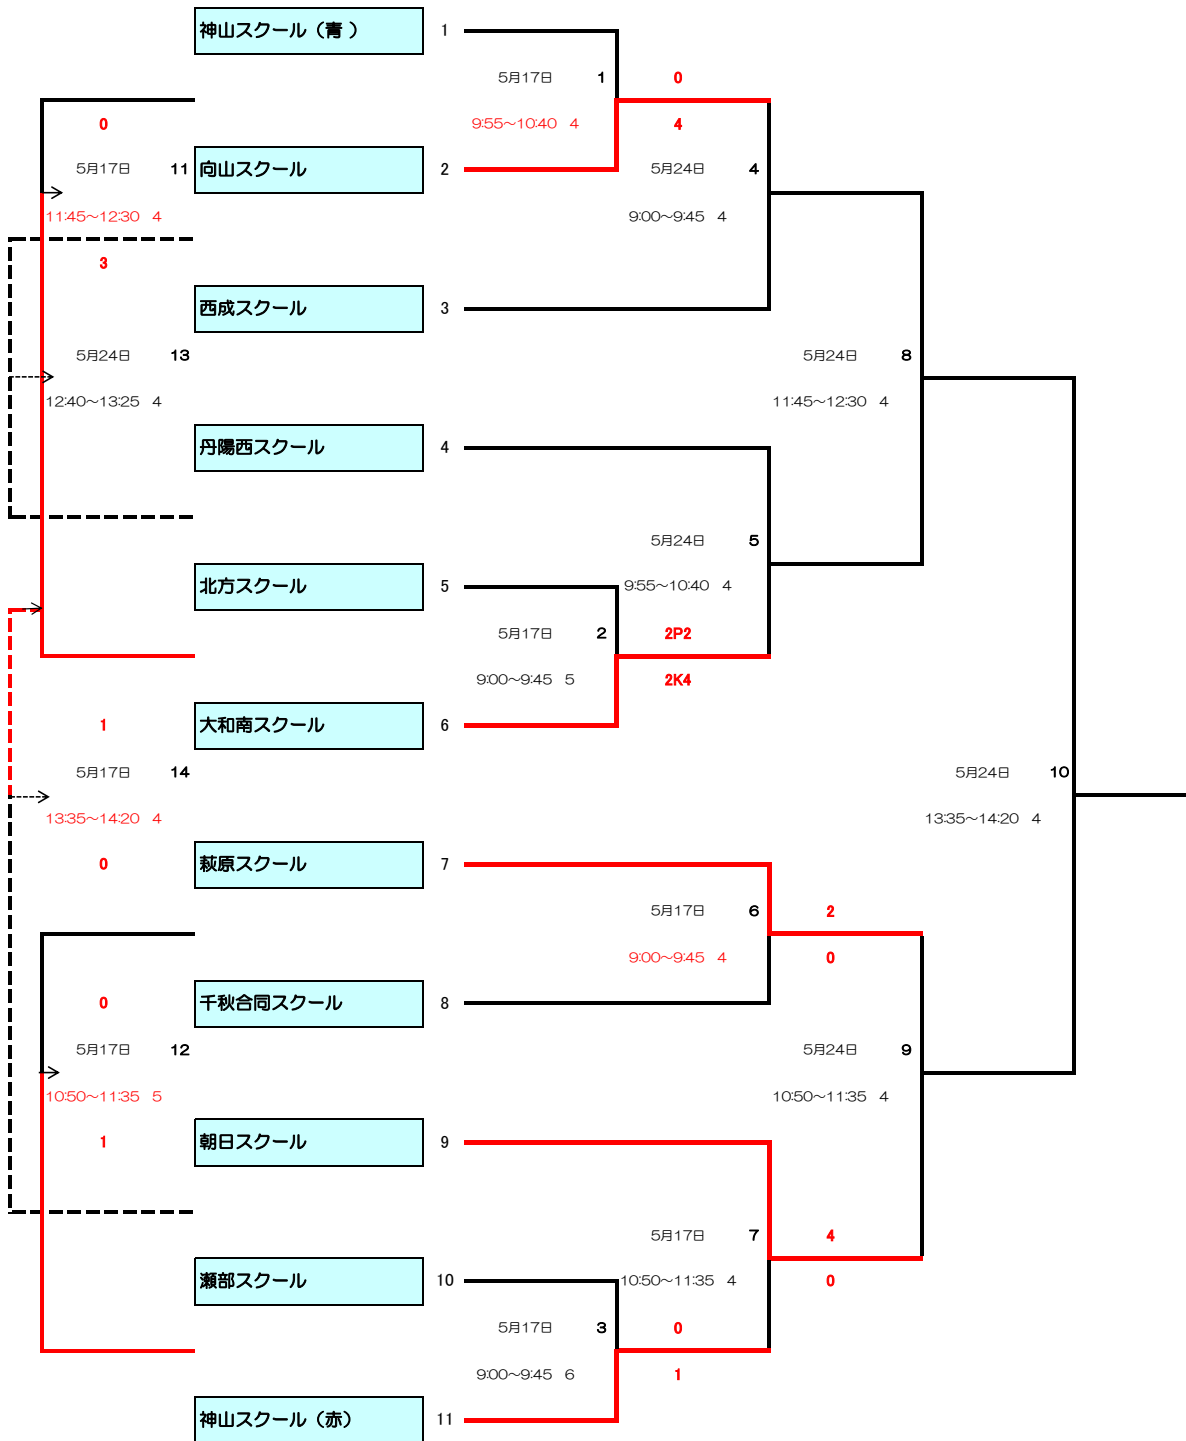 神山スクール（青 ） 1
5月17日 1 0
0 9:55～10:40 4 4
5月17日 11 向山スクール 2 5月24日 4
11:45～12:30 4 9:00～9:45 4
3
西成スクール 3
5月24日 13 5月24日 8
12:40～13:25 4 11:45～12:30 4
丹陽西スクール 4
5月24日 5
北方スクール 5 9:55～10:40 4
5月17日 2 2P2
9:00～9:45 5 2K4
1 大和南スクール 6
5月17日 14 5月24日 10
13:35～14:20 4 13:35～14:20 4
0 萩原スクール 7
5月17日 6 2
9:00～9:45 4 0
0 千秋合同スクール 8
5月17日 12 5月24日 9
10:50～11:35 5 10:50～11:35 4
1 朝日スクール 9
5月17日 7 4
瀬部スクール 10 10:50～11:35 4 0
5月17日 3 0
9:00～9:45 6 1
神山スクール（赤） 11